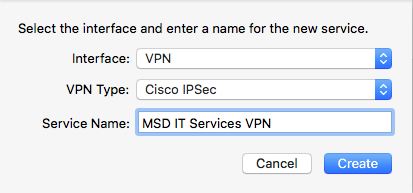 Select the interface and enter a name for the new service.
Interface: VPN
VPN Type: Cisco IPSec
Service Name: MSD IT Services VPN
Cancel Create